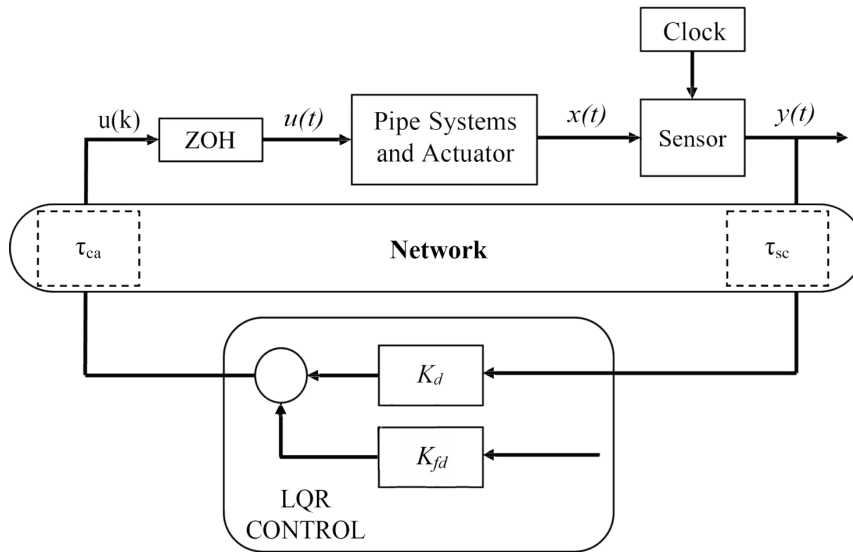 Clock
u(k)
ZOH
u(t)
Pipe Systems
and Actuator
x(t)
Sensor
y(t)
τca
Network
τsc
Kd
Kfd
LQR
CONTROL